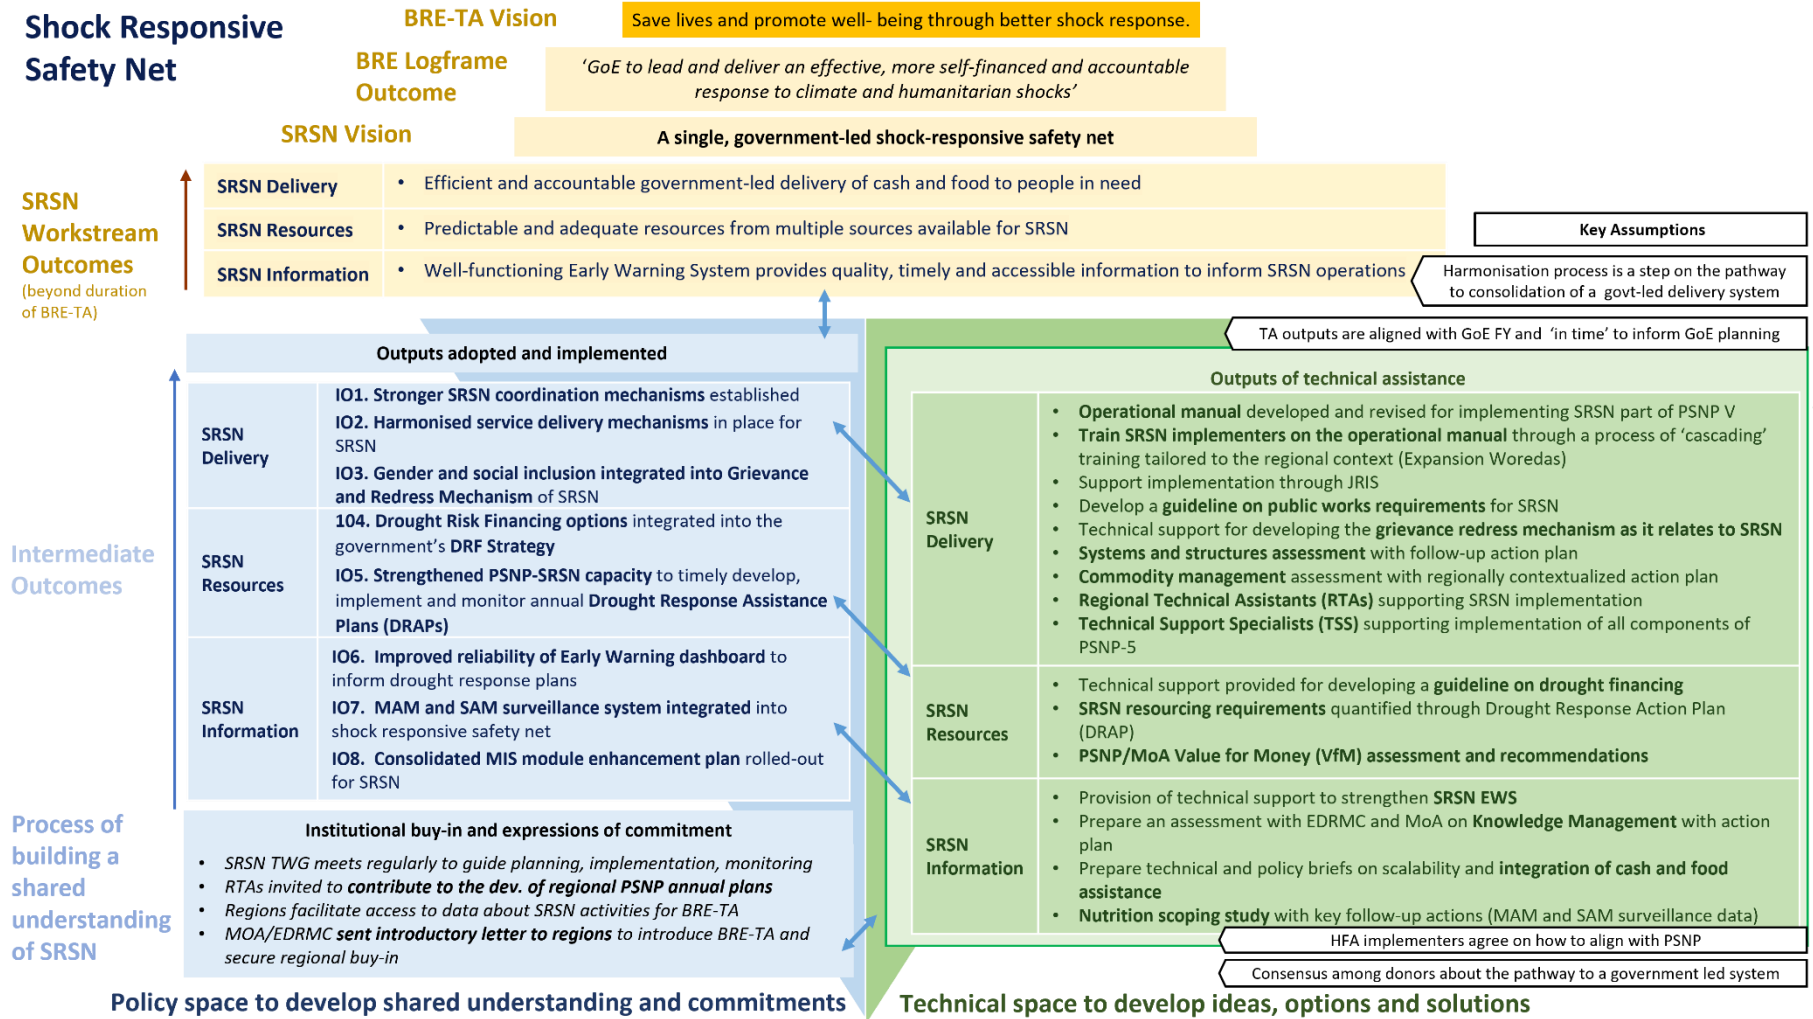 Shock Responsive
Safety Net
BRE-TA Vision
Save lives and promote well- being through better shock response.
BRE Logframe
Outcome
‘GoE to lead and deliver an effective, more self-financed and accountable
response to climate and humanitarian shocks’
SRSN Vision
A single, government-led shock-responsive safety net
SRSN
Workstream
Outcomes
(beyond duration
of BRE-TA)
SRSN Delivery
• Efficient and accountable government-led delivery of cash and food to people in need
SRSN Resources
• Predictable and adequate resources from multiple sources available for SRSN
SRSN Information
• Well-functioning Early Warning System provides quality, timely and accessible information to inform SRSN operations
Key Assumptions
Harmonisation process is a step on the pathway
to consolidation of a govt-led delivery system
TA outputs are aligned with GoE FY and ‘in time’ to inform GoE planning
Intermediate
Outcomes
Outputs adopted and implemented
SRSN
Delivery
IO1. Stronger SRSN coordination mechanisms established
IO2. Harmonised service delivery mechanisms in place for
SRSN
IO3. Gender and social inclusion integrated into Grievance
and Redress Mechanism of SRSN
SRSN
Resources
104. Drought Risk Financing options integrated into the
government’s DRF Strategy
IO5. Strengthened PSNP-SRSN capacity to timely develop,
implement and monitor annual Drought Response Assistance
Plans (DRAPs)
SRSN
Information
IO6. Improved reliability of Early Warning dashboard to
inform drought response plans
IO7. MAM and SAM surveillance system integrated into
shock responsive safety net
IO8. Consolidated MIS module enhancement plan rolled-out
for SRSN
Process of
building a
shared
understanding
of SRSN
Institutional buy-in and expressions of commitment
• SRSN TWG meets regularly to guide planning, implementation, monitoring
• RTAs invited to contribute to the dev. of regional PSNP annual plans
• Regions facilitate access to data about SRSN activities for BRE-TA
• MOA/EDRMC sent introductory letter to regions to introduce BRE-TA and
secure regional buy-in
Policy space to develop shared understanding and commitments
Outputs of technical assistance
SRSN
Delivery
• Operational manual developed and revised for implementing SRSN part of PSNP V
• Train SRSN implementers on the operational manual through a process of ‘cascading’
training tailored to the regional context (Expansion Woredas)
• Support implementation through JRIS
• Develop a guideline on public works requirements for SRSN
• Technical support for developing the grievance redress mechanism as it relates to SRSN
• Systems and structures assessment with follow-up action plan
• Commodity management assessment with regionally contextualized action plan
• Regional Technical Assistants (RTAs) supporting SRSN implementation
• Technical Support Specialists (TSS) supporting implementation of all components of
PSNP-5
SRSN
Resources
• Technical support provided for developing a guideline on drought financing
• SRSN resourcing requirements quantified through Drought Response Action Plan
(DRAP)
• PSNP/MoA Value for Money (VfM) assessment and recommendations
SRSN
Information
• Provision of technical support to strengthen SRSN EWS
• Prepare an assessment with EDRMC and MoA on Knowledge Management with action
plan
• Prepare technical and policy briefs on scalability and integration of cash and food
assistance
• Nutrition scoping study with key follow-up actions (MAM and SAM surveillance data)
HFA implementers agree on how to align with PSNP
Consensus among donors about the pathway to a government led system
Technical space to develop ideas, options and solutions